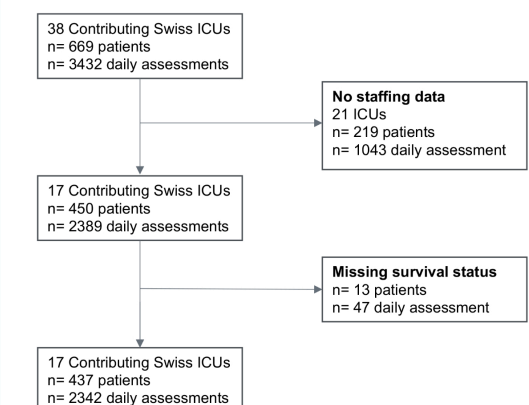 38 Contributing Swiss ICUs
n= 669 patients
n= 3432 daily assessments
No staffing data
21 ICUs
n= 219 patients
n= 1043 daily assessment
17 Contributing Swiss ICUs
n= 450 patients
n= 2389 daily assessments
Missing survival status
n= 13 patients
n= 47 daily assessment
17 Contributing Swiss ICUs
n= 437 patients
n= 2342 daily assessments